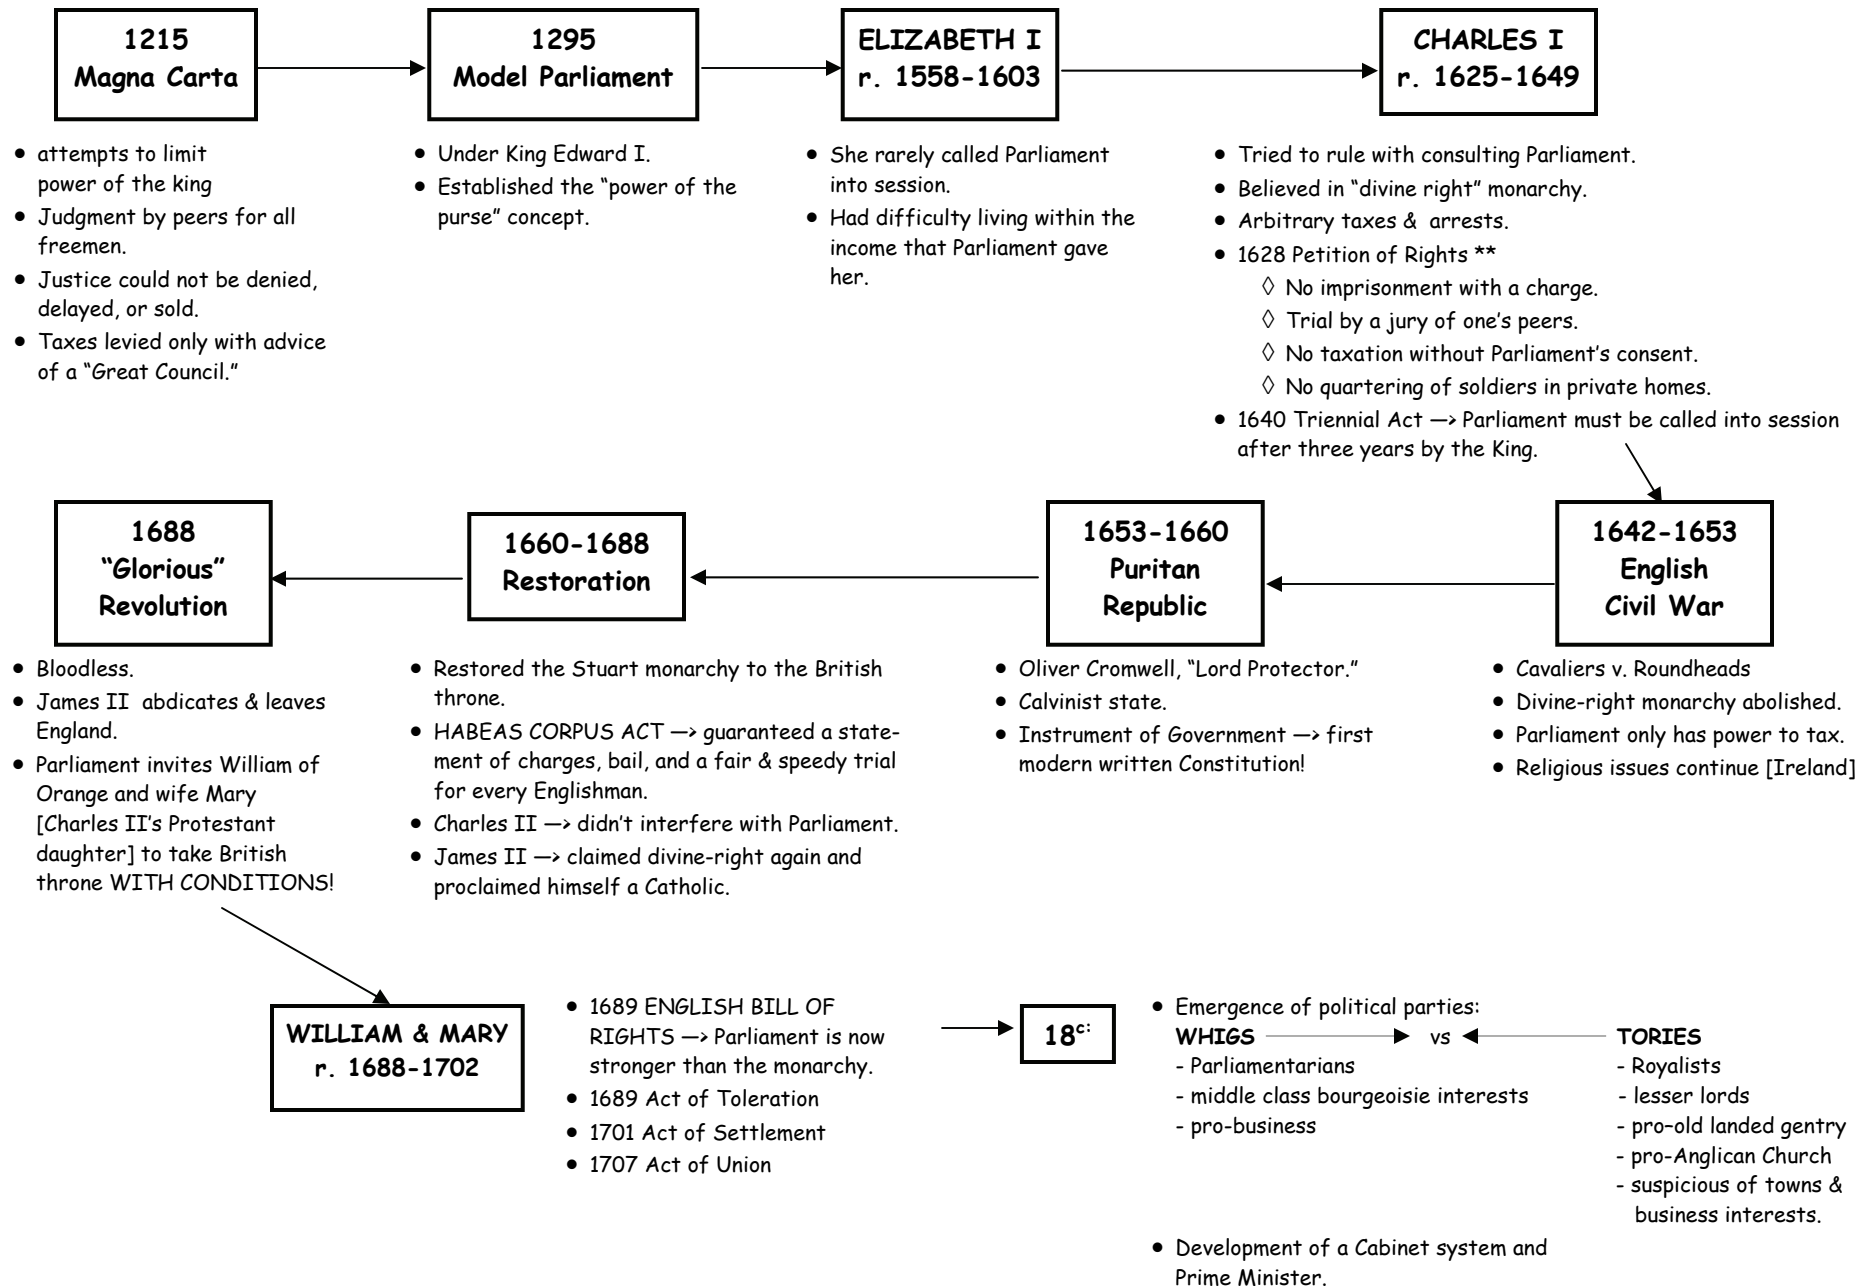 1215
Magna Carta
• attempts to limit
power of the king
• Judgment by peers for all
freemen.
• Justice could not be denied,
delayed, or sold.
• Taxes levied only with advice
of a “Great Council.”
1295
Model Parliament
• Under King Edward I.
• Established the “power of the
purse” concept.
ELIZABETH I
r. 1558-1603
• She rarely called Parliament
into session.
• Had difficulty living within the
income that Parliament gave
her.
CHARLES I
r. 1625-1649
• Tried to rule with consulting Parliament.
• Believed in “divine right” monarchy.
• Arbitrary taxes & arrests.
• 1628 Petition of Rights **
◊ No imprisonment with a charge.
◊ Trial by a jury of one’s peers.
◊ No taxation without Parliament’s consent.
◊ No quartering of soldiers in private homes.
• 1640 Triennial Act —> Parliament must be called into session
after three years by the King.
1642-1653
English
Civil War
• Cavaliers v. Roundheads
• Divine-right monarchy abolished.
• Parliament only has power to tax.
• Religious issues continue [Ireland]
1653-1660
Puritan
Republic
• Oliver Cromwell, “Lord Protector.”
• Calvinist state.
• Instrument of Government —> first
modern written Constitution!
1660-1688
Restoration
• Restored the Stuart monarchy to the British
throne.
• HABEAS CORPUS ACT —> guaranteed a state-
ment of charges, bail, and a fair & speedy trial
for every Englishman.
• Charles II —> didn’t interfere with Parliament.
• James II —> claimed divine-right again and
proclaimed himself a Catholic.
1688
“Glorious”
Revolution
• Bloodless.
• James II abdicates & leaves
England.
• Parliament invites William of
Orange and wife Mary
[Charles II’s Protestant
daughter] to take British
throne WITH CONDITIONS!
WILLIAM & MARY
r. 1688-1702
• 1689 ENGLISH BILL OF
RIGHTS —> Parliament is now
stronger than the monarchy.
• 1689 Act of Toleration
• 1701 Act of Settlement
• 1707 Act of Union
18c:
• Emergence of political parties:
WHIGS vs TORIES
- Parliamentarians
- middle class bourgeoisie interests
- pro-business
- Royalists
- lesser lords
- pro-old landed gentry
- pro-Anglican Church
- suspicious of towns &
business interests.
• Development of a Cabinet system and
Prime Minister.